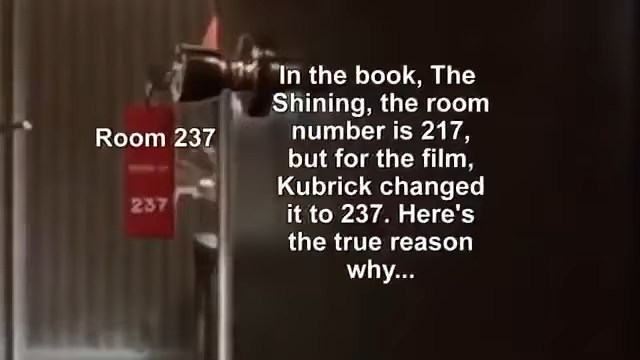 Room 237
237
In the book, The
Shining, the room
number is 217,
but for the film,
Kubrick changed
it to 237. Here's
the true reason
why...